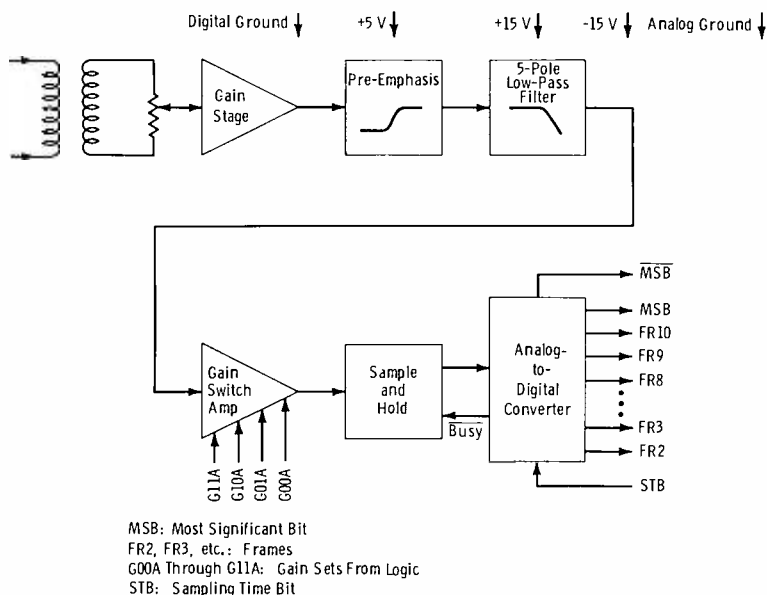 Digital Ground
+5 V
+15 V
-15 V
Analog Ground
Gain
Stage
Pre-Emphasis
5-Pole
Low-Pass
Filter
Gain
Switch
Amp
G11A
G10A
G01A
G00A
Sample
and
Hold
Busy
Analog-
to-
Digital
Converter
MSB
MSB
FR10
FR9
FR8
FR3
FR2
STB
MSB: Most Significant Bit
FR2, FR3, etc.: Frames
G00A Through G11A: Gain Sets From Logic
STB: Sampling Time Bit